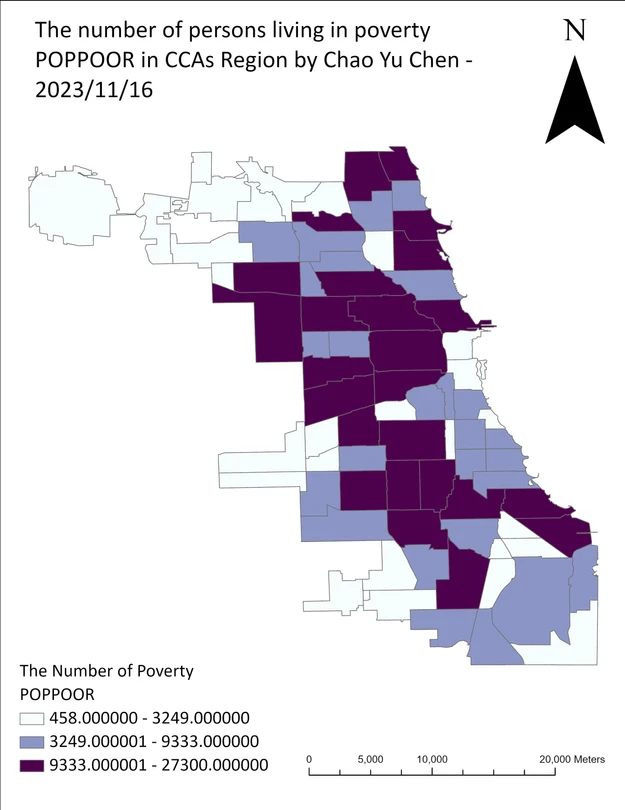 The number of persons living in poverty
POPPOOR in CCAs Region by Chao Yu Chen -
2023/11/16
N
The Number of Poverty
POPPOOR
458.000000 - 3249.000000
3249.000001 - 9333.000000
9333.000001 - 27300.000000
0 5,000 10,000 20,000 Meters